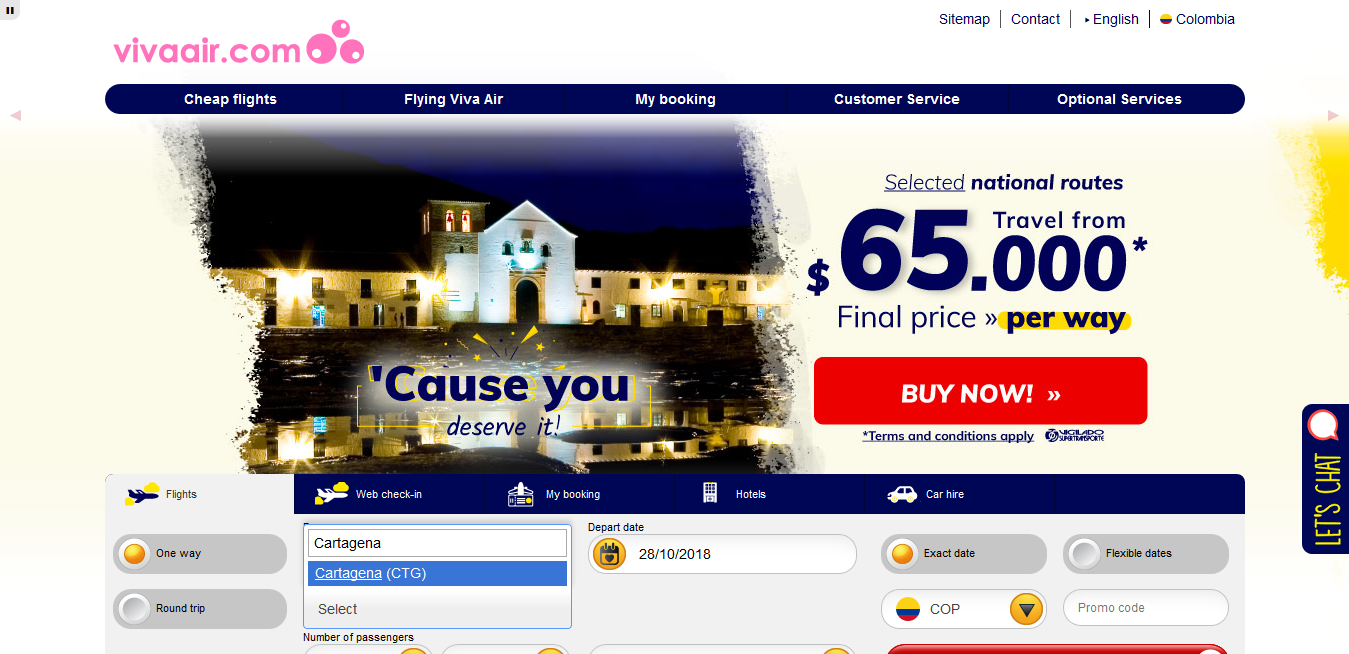 Sitemap
Contact
English
Colombia
vivaair.com
Cheap flights
Flying Viva Air
My booking
Customer Service
Optional Services
Selected national routes
Travel from
$65.000*
Final price » per way
'Cause you
deserve it!
BUY NOW! »
*Terms and conditions apply
VIGILADO
SUPERTRANSPORTE
LET'S CHAT
Flights
Web check-in
My booking
Hotels
Car hire
Depart date
One way
Cartagena
28/10/2018
Exact date
Flexible dates
Cartagena (CTG)
Round trip
Select
COP
Promo code
Number of passengers